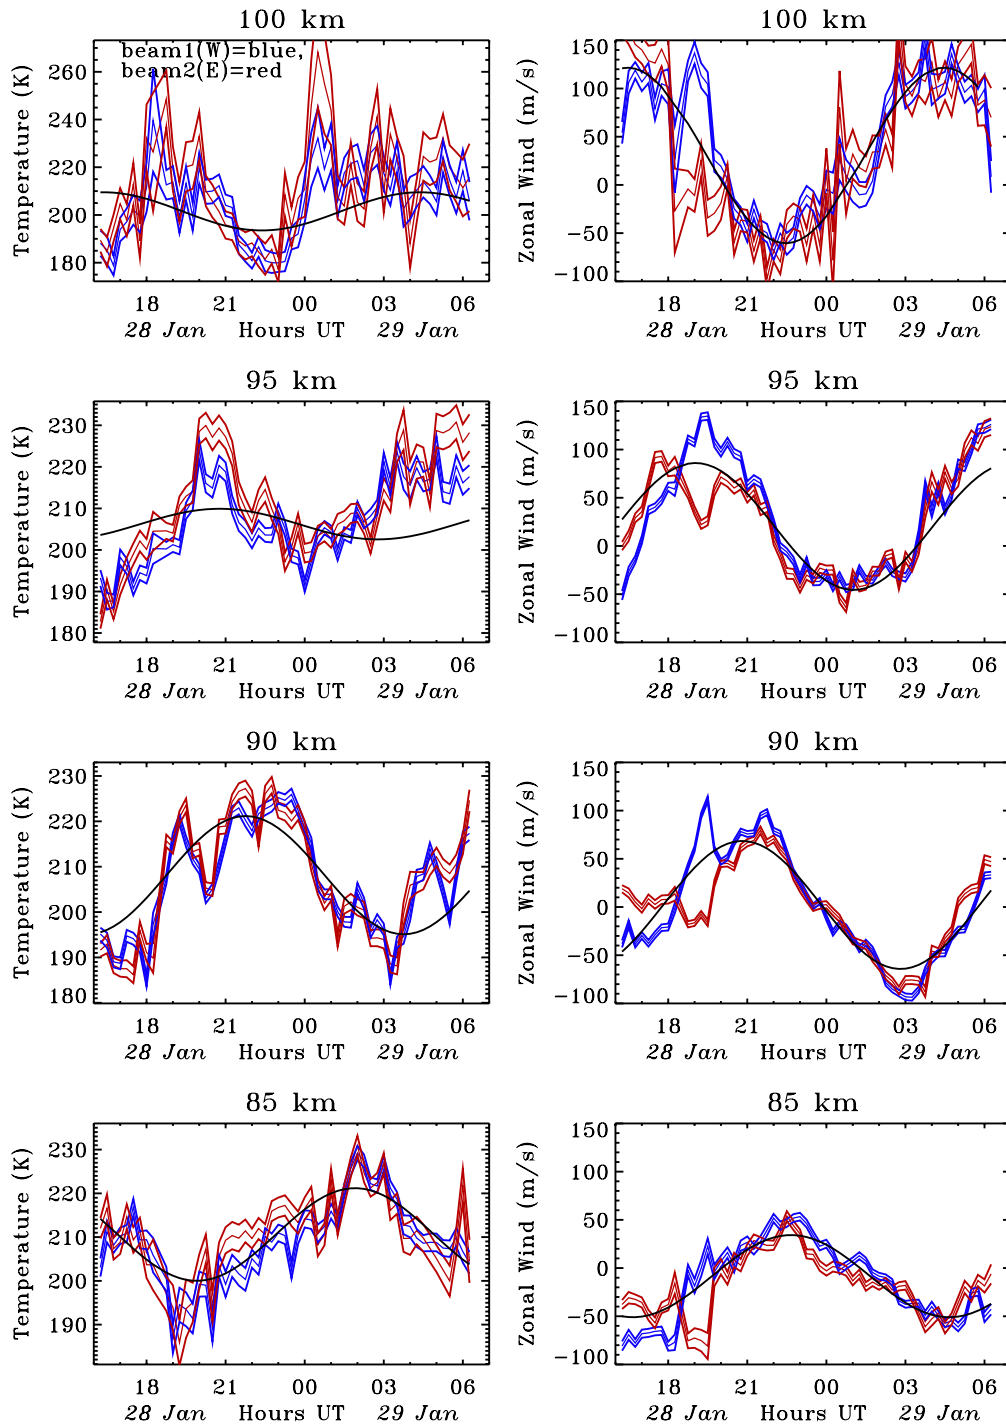 100 km
beam1(W)=blue,
beam2(E)=red
Temperature (K)
260
240
220
200
180
18 21 00 03 06
28 Jan Hours UT 29 Jan
100 km
Zonal Wind (m/s)
150
100
50
0
−50
−100
18 21 00 03 06
28 Jan Hours UT 29 Jan
95 km
Temperature (K)
230
220
210
200
190
180
18 21 00 03 06
28 Jan Hours UT 29 Jan
95 km
Zonal Wind (m/s)
150
100
50
0
−50
−100
18 21 00 03 06
28 Jan Hours UT 29 Jan
90 km
Temperature (K)
230
220
210
200
190
180
18 21 00 03 06
28 Jan Hours UT 29 Jan
90 km
Zonal Wind (m/s)
150
100
50
0
−50
−100
18 21 00 03 06
28 Jan Hours UT 29 Jan
85 km
Temperature (K)
230
220
210
200
190
18 21 00 03 06
28 Jan Hours UT 29 Jan
85 km
Zonal Wind (m/s)
150
100
50
0
−50
−100
18 21 00 03 06
28 Jan Hours UT 29 Jan